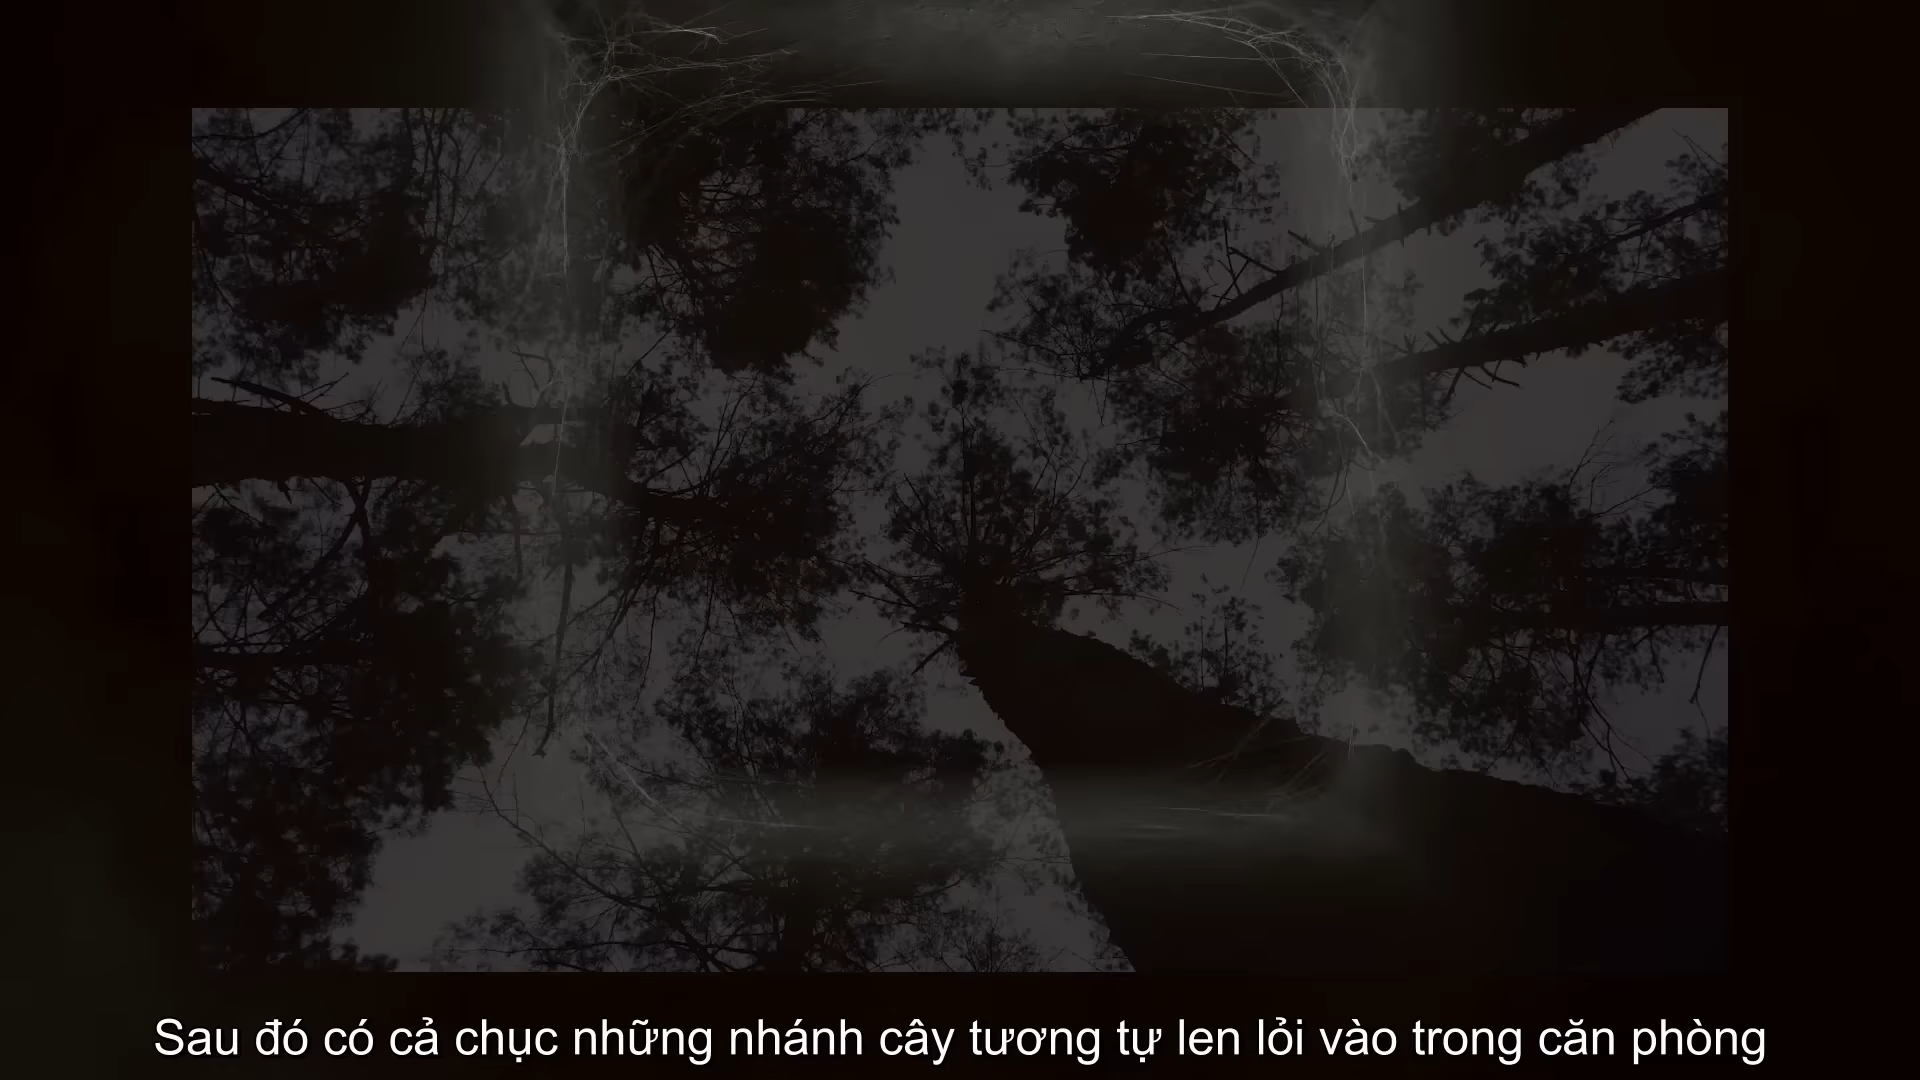 Sau đó có cả chục những nhánh cây tương tự len lỏi vào trong căn phòng